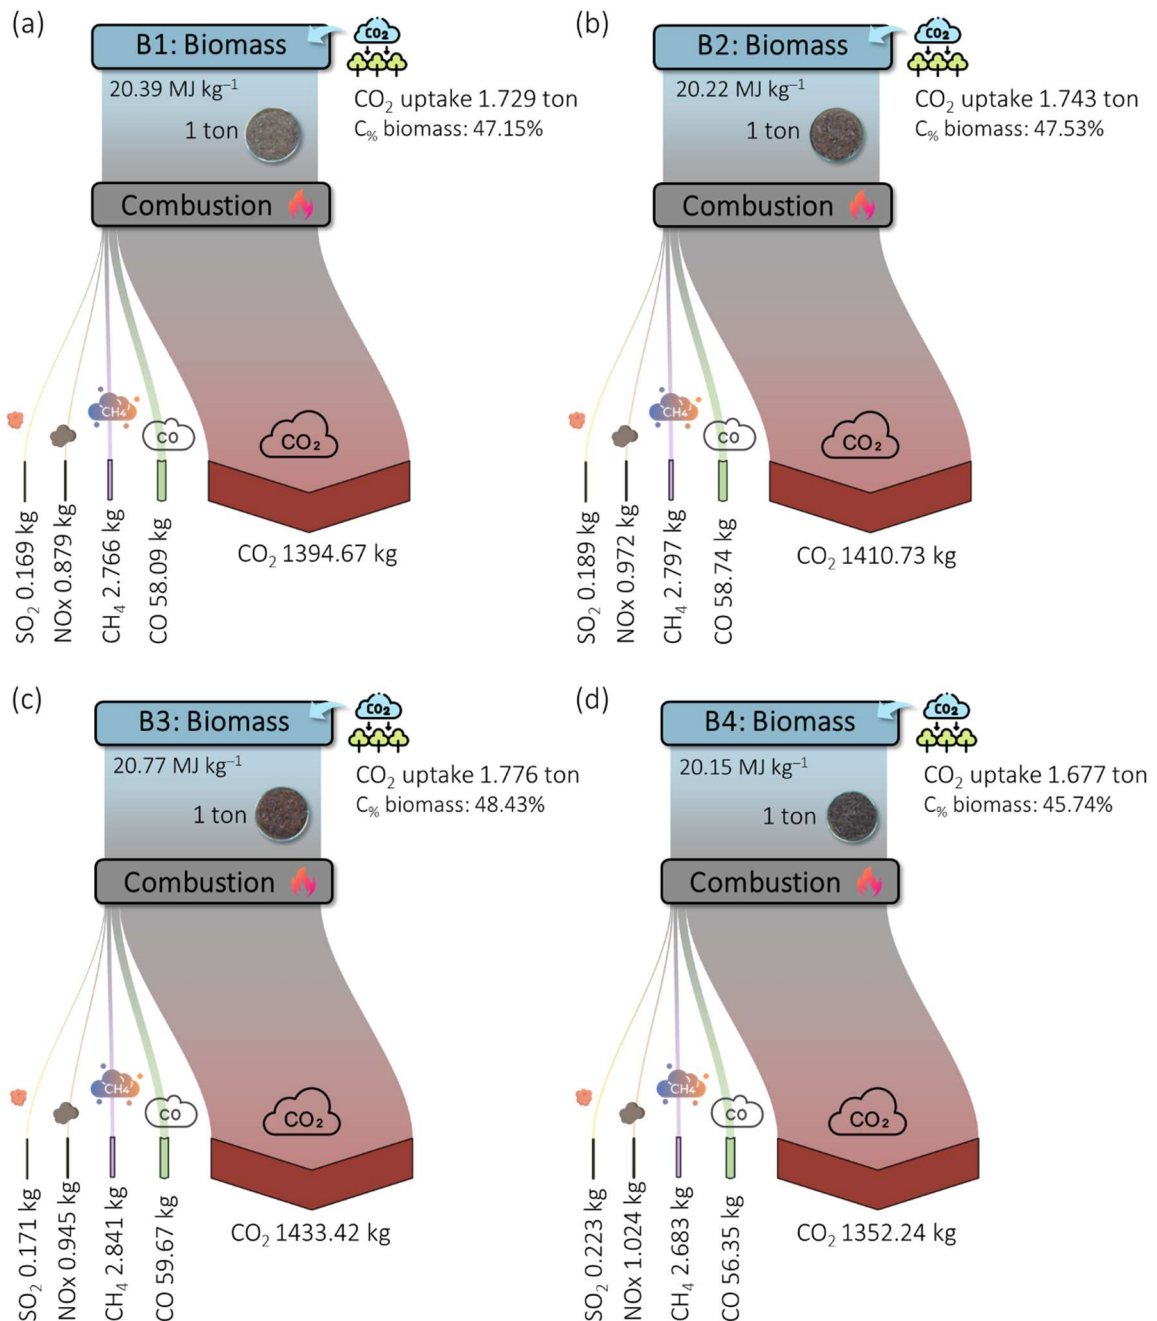 (a)
B1: Biomass
CO₂
20.39 MJ kg⁻¹
1 ton
CO₂ uptake 1.729 ton
C% biomass: 47.15%
Combustion
CH₄
CO
CO₂
SO₂ 0.169 kg
NOx 0.879 kg
CH₄ 2.766 kg
CO 58.09 kg
CO₂ 1394.67 kg
(b)
B2: Biomass
CO₂
20.22 MJ kg⁻¹
1 ton
CO₂ uptake 1.743 ton
C% biomass: 47.53%
Combustion
CH₄
CO
CO₂
SO₂ 0.189 kg
NOx 0.972 kg
CH₄ 2.797 kg
CO 58.74 kg
CO₂ 1410.73 kg
(c)
B3: Biomass
CO₂
20.77 MJ kg⁻¹
1 ton
CO₂ uptake 1.776 ton
C% biomass: 48.43%
Combustion
CH₄
CO
CO₂
SO₂ 0.171 kg
NOx 0.945 kg
CH₄ 2.841 kg
CO 59.67 kg
CO₂ 1433.42 kg
(d)
B4: Biomass
CO₂
20.15 MJ kg⁻¹
1 ton
CO₂ uptake 1.677 ton
C% biomass: 45.74%
Combustion
CH₄
CO
CO₂
SO₂ 0.223 kg
NOx 1.024 kg
CH₄ 2.683 kg
CO 56.35 kg
CO₂ 1352.24 kg